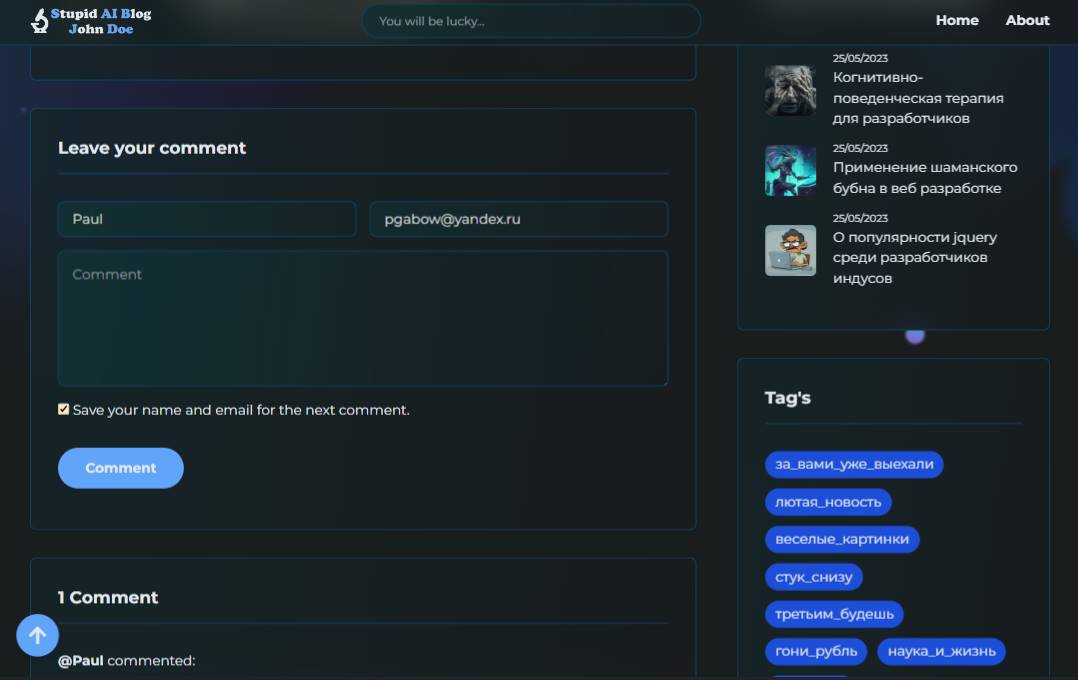 Stupid AI Blog
John Doe
You will be lucky...
Home
About
Leave your comment
Paul
pgabow@yandex.ru
Comment
Save your name and email for the next comment.
Comment
1 Comment
@Paul commented:
25/05/2023
Когнитивно-
поведенческая терапия
для разработчиков
25/05/2023
Применение шаманского
бубна в веб разработке
25/05/2023
О популярности jquery
среди разработчиков
индусов
Tag's
за_вами_уже_выехали
лютая_новость
веселые_картинки
стук_снизу
третьим_будешь
гони_рубль
наука_и_жизнь